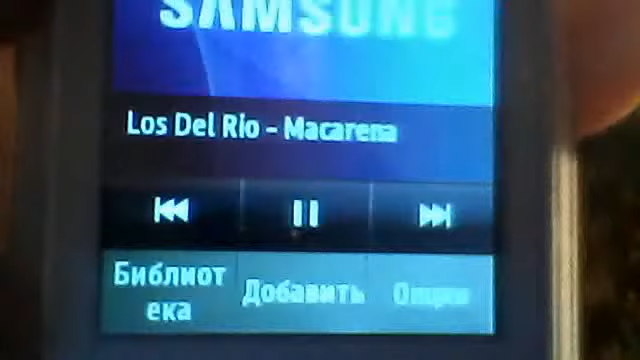 SAMSUNG
Los Del Rio - Macarena
Библиот
ека
Добавить
Опции